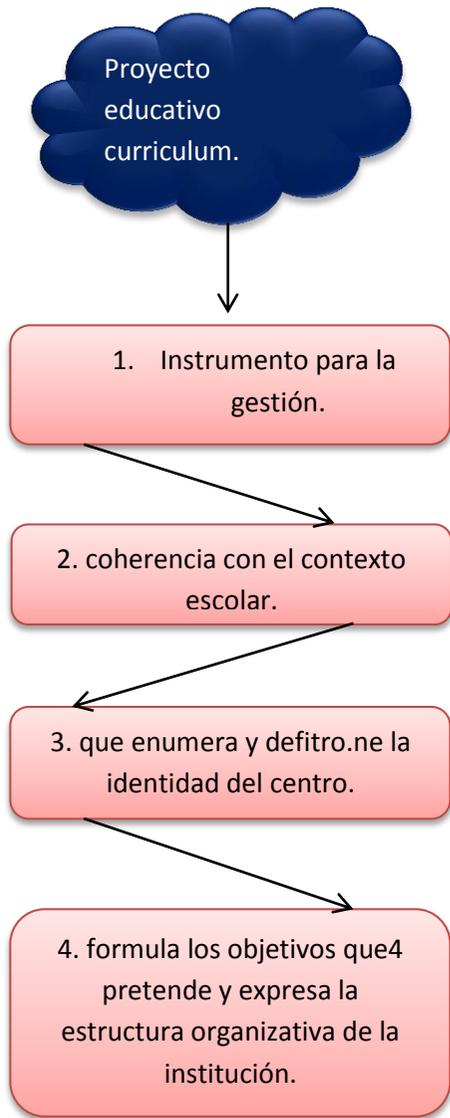 Proyecto
educativo
curriculum.
1. Instrumento para la
gestión.
2. coherencia con el contexto
escolar.
3. que enumera y defitro.ne la
identidad del centro.
4. formula los objetivos que4
pretende y expresa la
estructura organizativa de la
institución.